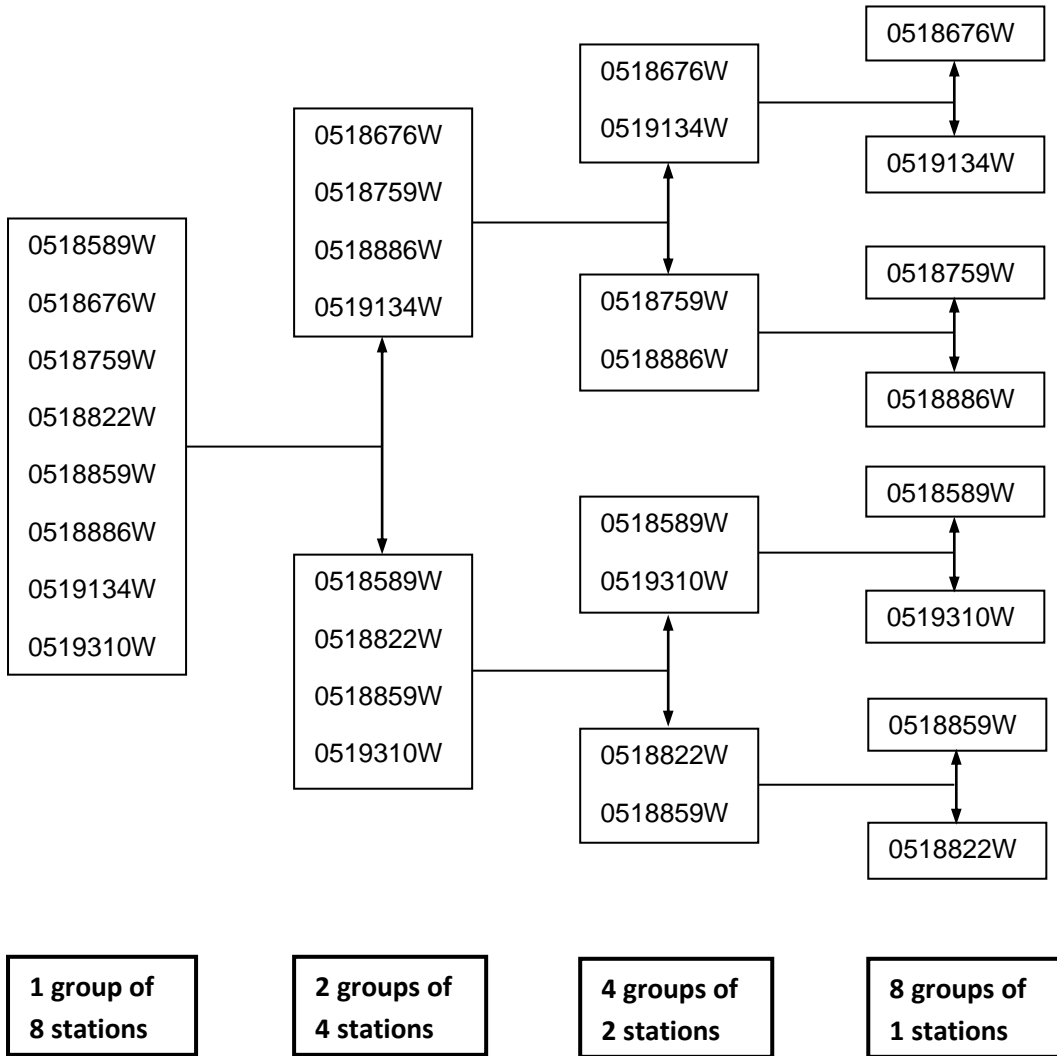 0518589W
0518676W
0518759W
0518822W
0518859W
0518886W
0519134W
0519310W
0518676W
0518759W
0518886W
0519134W
0518589W
0518822W
0518859W
0519310W
0518676W
0519134W
0518759W
0518886W
0518589W
0519310W
0518822W
0518859W
0518676W
0519134W
0518759W
0518886W
0518589W
0519310W
0518859W
0518822W
1 group of
8 stations
2 groups of
4 stations
4 groups of
2 stations
8 groups of
1 stations